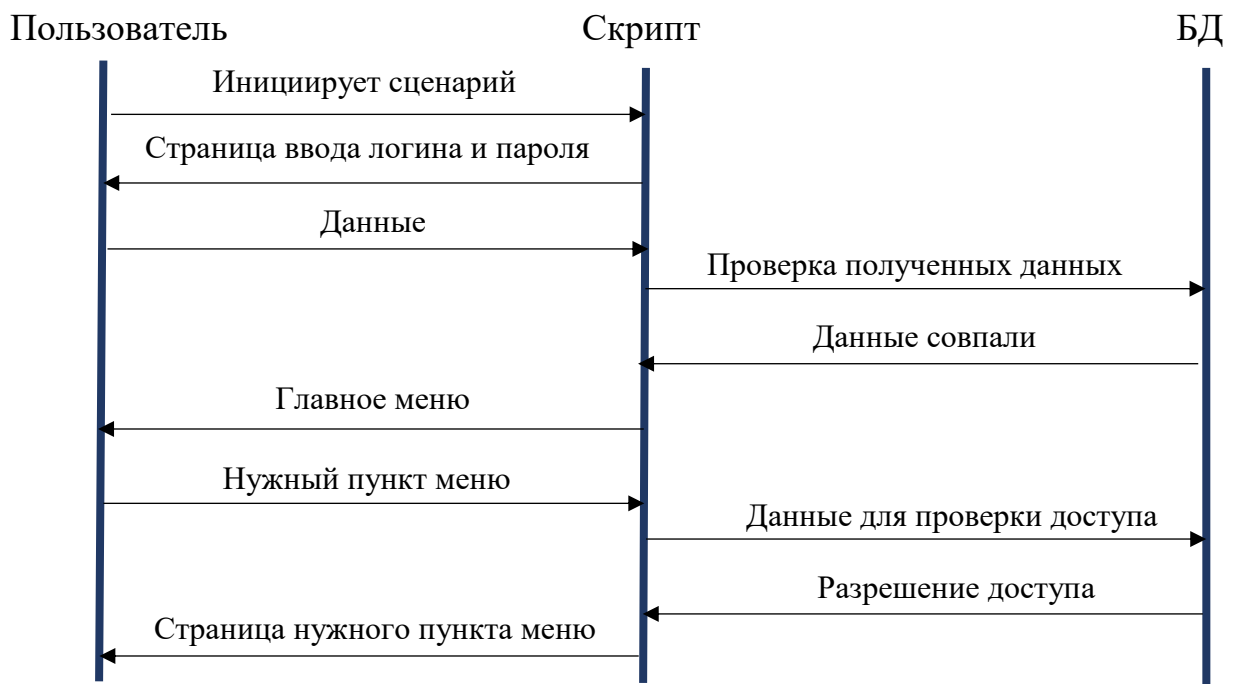 Пользователь
Скрипт
БД
Инициирует сценарий
Страница ввода логина и пароля
Данные
Проверка полученных данных
Данные совпали
Главное меню
Нужный пункт меню
Данные для проверки доступа
Разрешение доступа
Страница нужного пункта меню